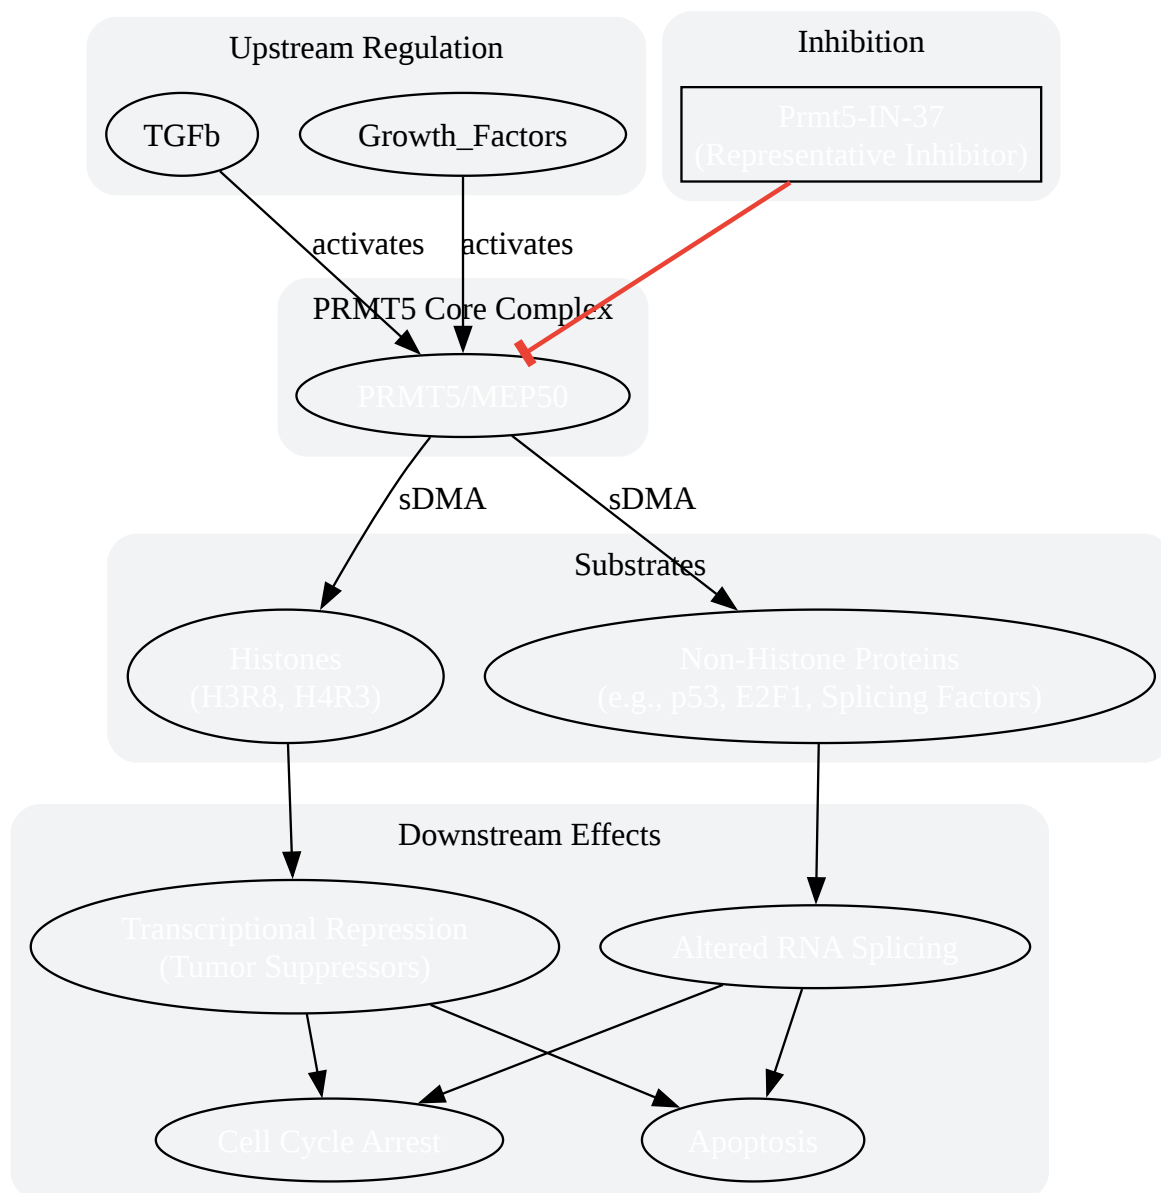 Upstream Regulation
Inhibition
TGFb
Growth_Factors
Prmt5-IN-37
(Representative Inhibitor)
activates
activates
PRMT5 Core Complex
PRMT5/MEP50
sDMA
sDMA
Substrates
Histones
(H3R8, H4R3)
Non-Histone Proteins
(e.g., p53, E2F1, Splicing Factors)
Downstream Effects
Transcriptional Repression
(Tumor Suppressors)
Altered RNA Splicing
Cell Cycle Arrest
Apoptosis